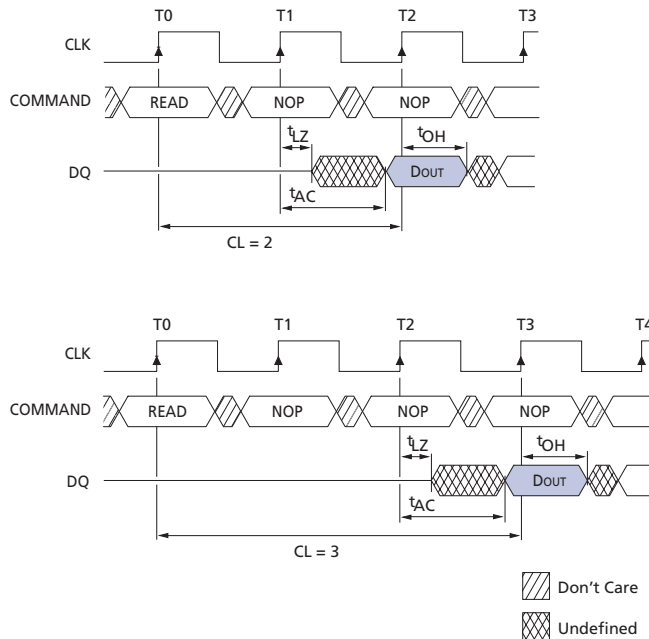 T0 T1 T2 T3
CLK
COMMAND READ NOP NOP
tLZ tOH
DQ DOUT
tAC
CL = 2
T0 T1 T2 T3 T4
CLK
COMMAND READ NOP NOP NOP
tLZ tOH
DQ DOUT
tAC
CL = 3
Don't Care
Undefined